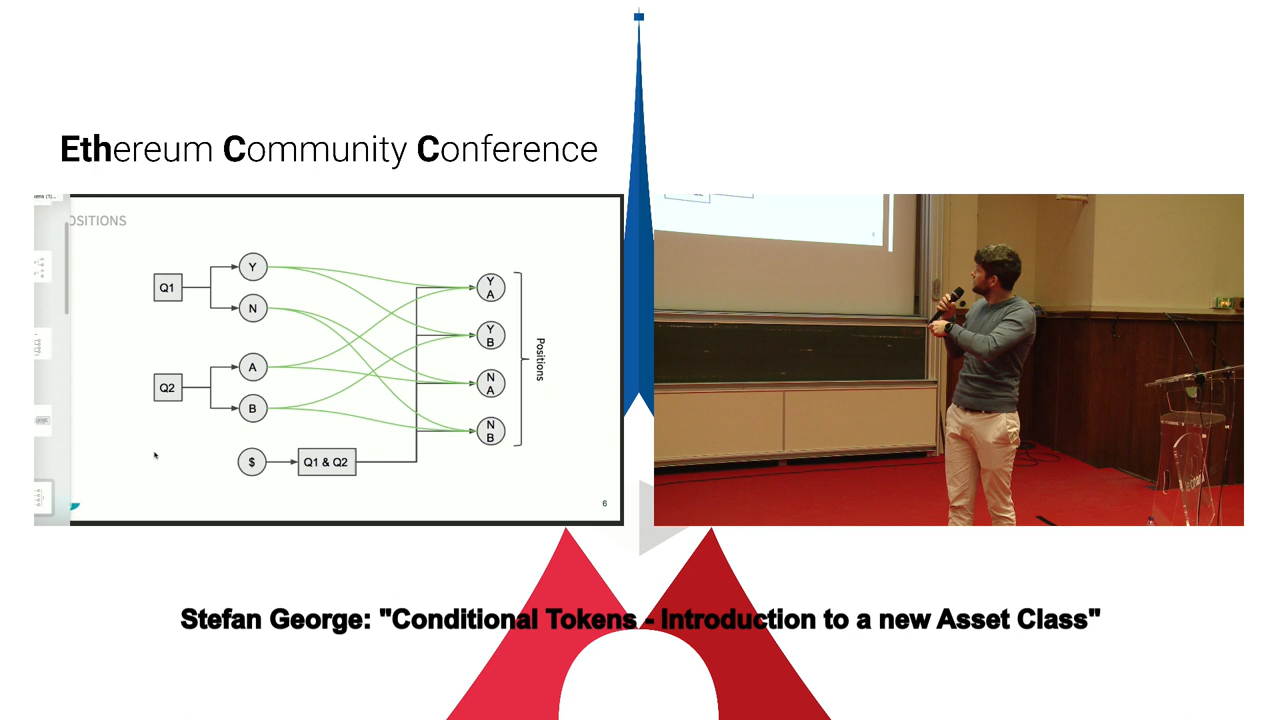 Ethereum Community Conference
OSITIONS
Q1
Y
N
Q2
A
B
$
Q1 & Q2
Y
A
Y
B
N
A
N
B
Positions
6
Stefan George: "Conditional Tokens - Introduction to a new Asset Class"